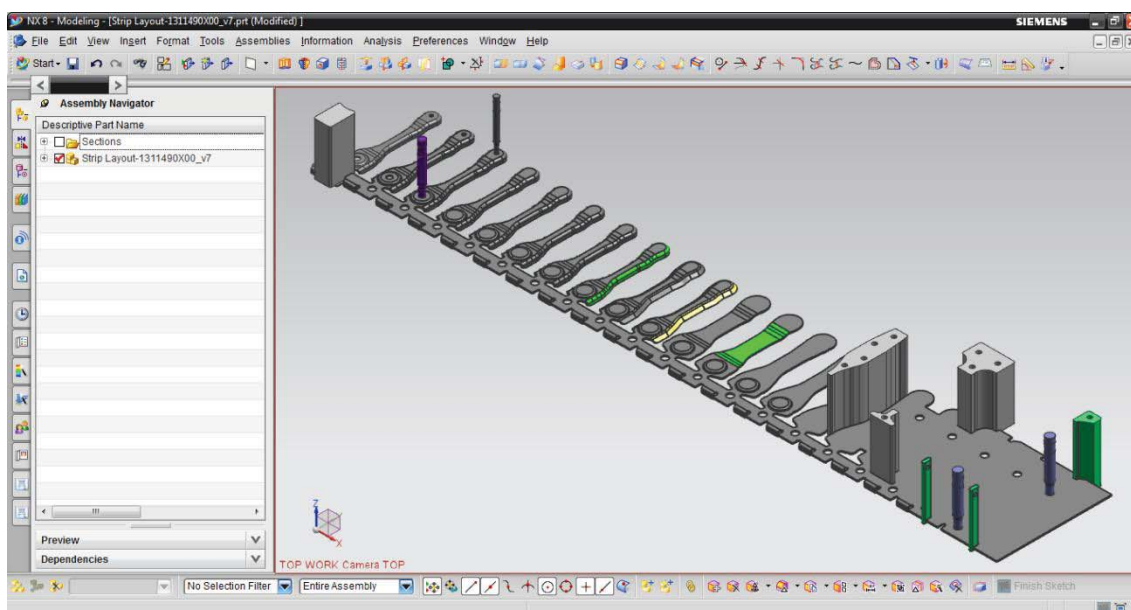 NX 8 - Modeling - [Strip Layout-1311490X00_v7.prt (Modified) ]
SIEMENS
File Edit View Insert Format Tools Assemblies Information Analysis Preferences Window Help
Start
Assembly Navigator
Descriptive Part Name
Sections
Strip Layout-1311490X00_v7
Preview
Dependencies
Z
X
TOP WORK Camera TOP
No Selection Filter
Entire Assembly
Finish Sketch